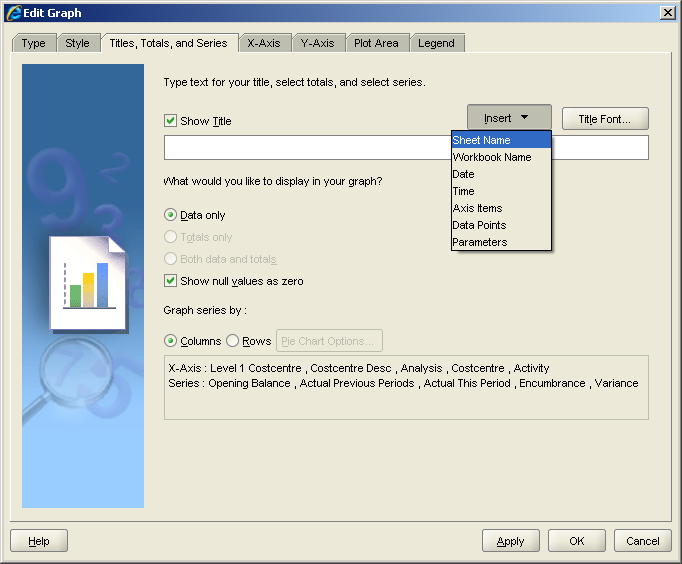 Edit Graph
Type Style Titles, Totals, and Series X-Axis Y-Axis Plot Area Legend
Type text for your title, select totals, and select series.
Show Title
Insert
Title Font...
Sheet Name
Workbook Name
Date
Time
Axis Items
Data Points
Parameters
What would you like to display in your graph?
Data only
Totals only
Both data and totals
Show null values as zero
Graph series by :
Columns Rows Pie Chart Options...
X-Axis : Level 1 Costcentre , Costcentre Desc , Analysis , Costcentre , Activity
Series : Opening Balance , Actual Previous Periods , Actual This Period , Encumbrance , Variance
Help Apply OK Cancel